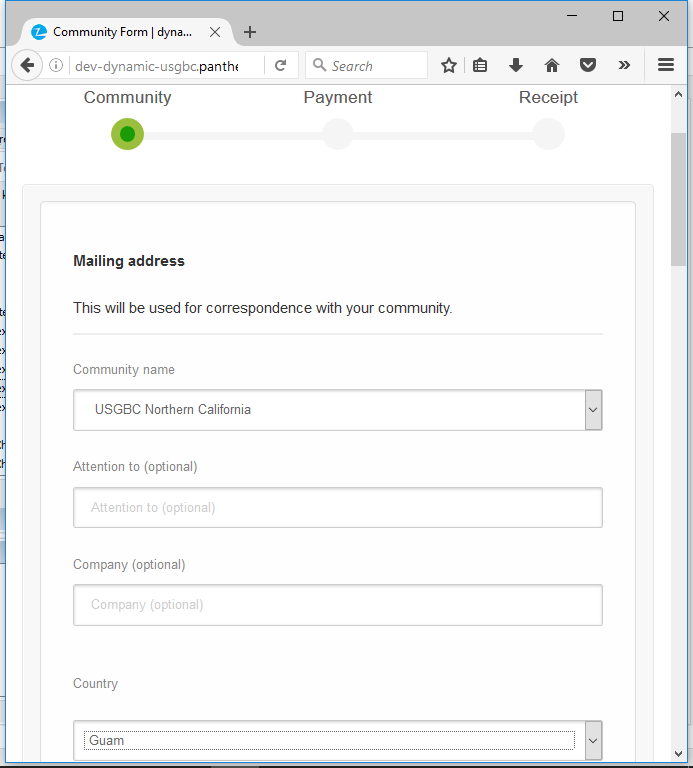 Community Form | dyna...
dev-dynamic-usgbc.panthe
Search
Community Payment Receipt
Mailing address
This will be used for correspondence with your community.
Community name
USGBC Northern California
Attention to (optional)
Attention to (optional)
Company (optional)
Company (optional)
Country
Guam